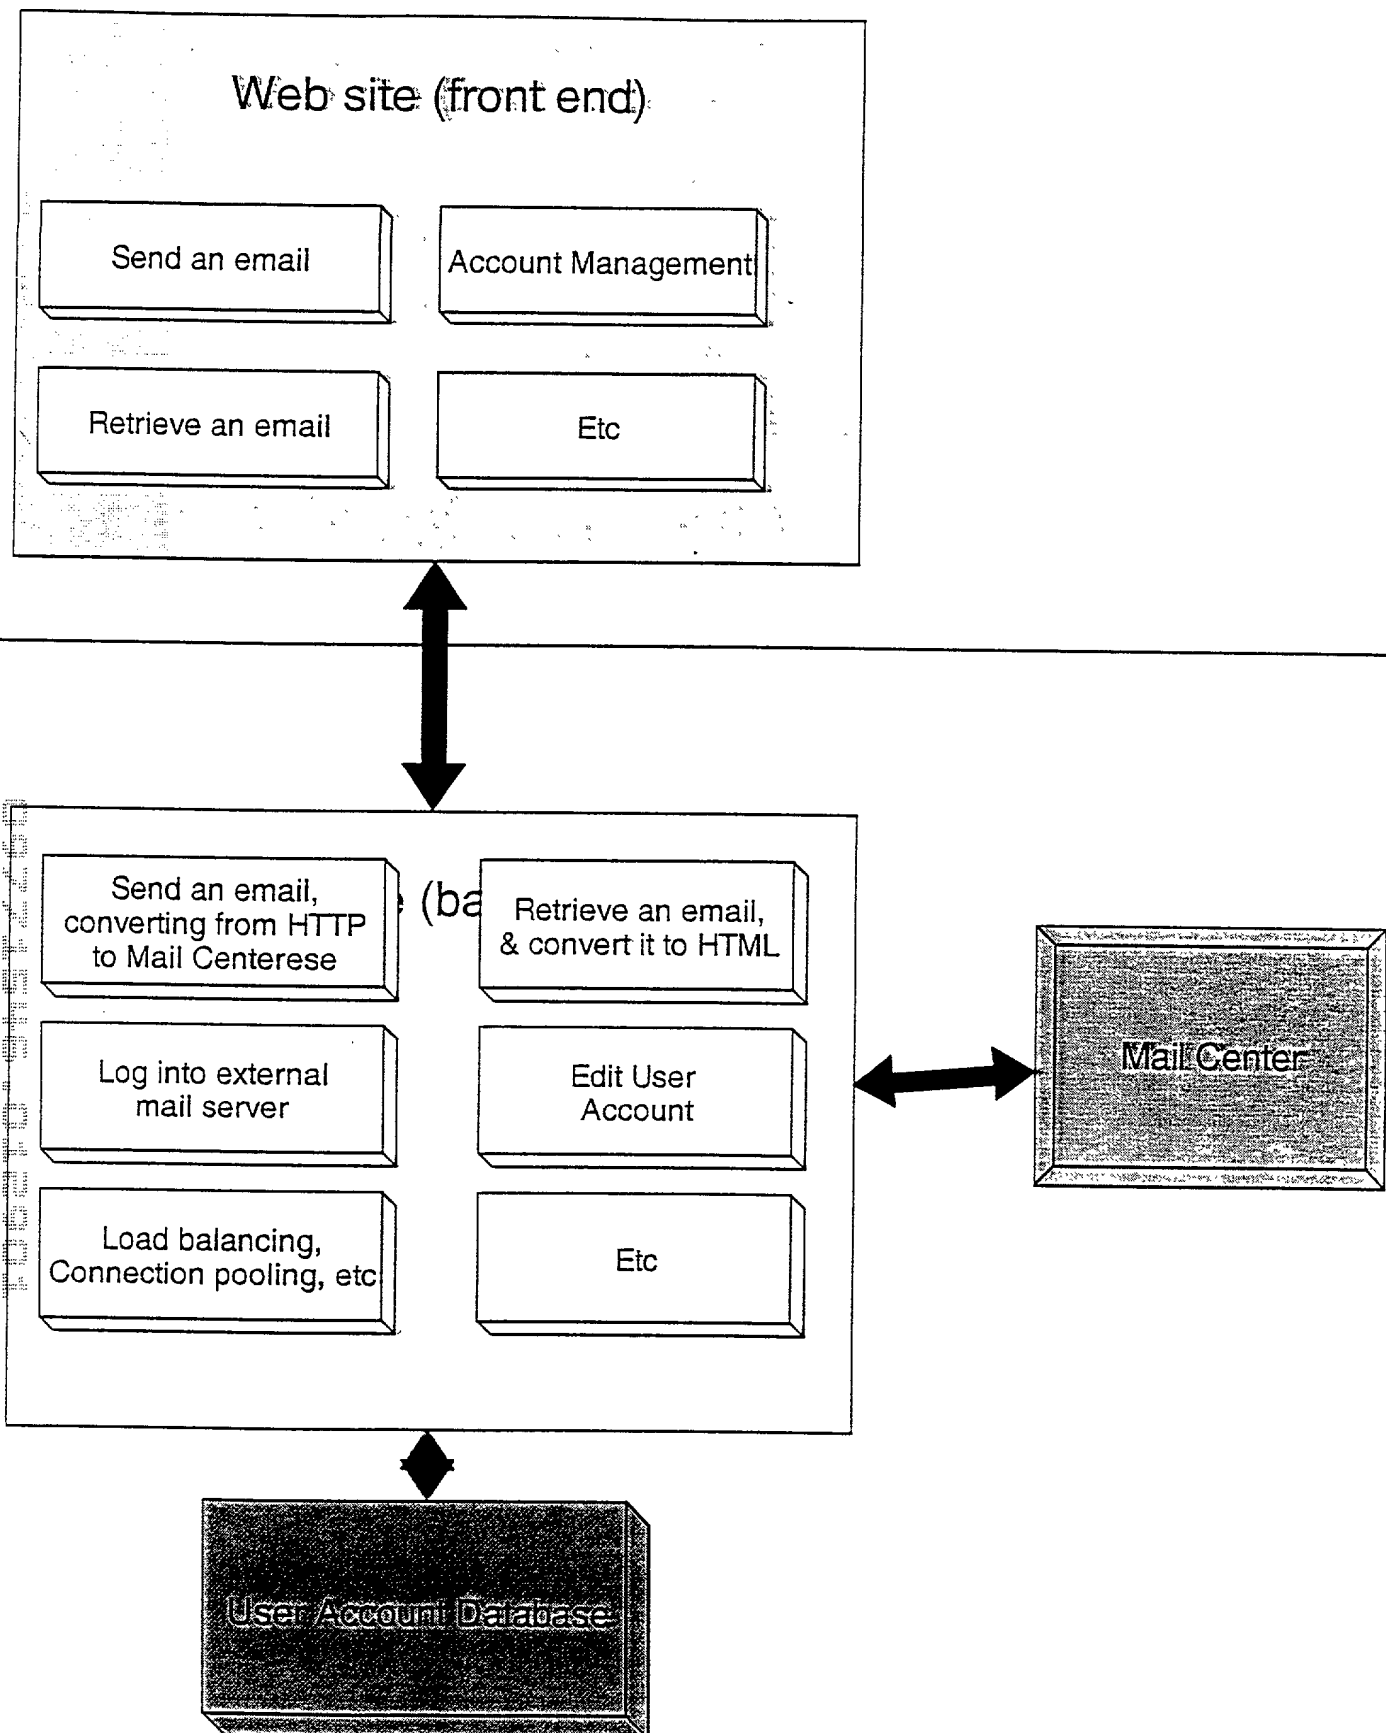 Web site (front end)
Send an email
Account Management
Retrieve an email
Etc
(ba
Send an email,
converting from HTTP
to Mail Centerese
Retrieve an email,
& convert it to HTML
Log into external
mail server
Edit User
Account
Mail Center
Load balancing,
Connection pooling, etc
Etc
User Account Database